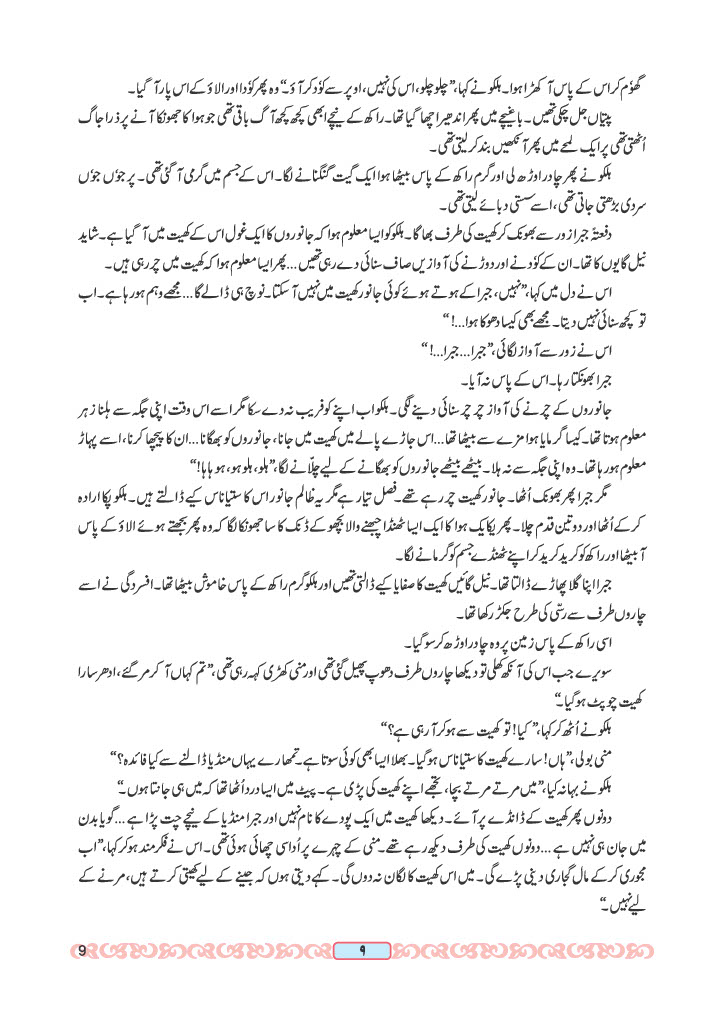 گھوٗم کر اس کے پاس آ کھڑا ہوا۔ ہلکو نے کہا، ”چلو چلو، اس کی نہیں، اوپر سے کوٗد کر آؤ۔“ وہ پھر کوٗدا اور الاؤ کے اس پار آ گیا۔
پتیاں جل چکی تھیں۔ باغیچے میں پھر اندھیرا چھا گیا تھا۔ راکھ کے نیچے ابھی کچھ کچھ آگ باقی تھی جو ہوا کا جھونکا آنے پر ذرا جاگ
اُٹھتی تھی پر ایک لمحے میں پھر آنکھیں بند کر لیتی تھی۔
ہلکو نے پھر چادر اوڑھ لی اور گرم راکھ کے پاس بیٹھا ہوا ایک گیت گنگنانے لگا۔ اس کے جسم میں گرمی آ گئی تھی۔ پر جوٗں جوٗں
سردی بڑھتی جاتی تھی، اسے سستی دبائے لیتی تھی۔
دفعتہً جبرا زور سے بھونک کر کھیت کی طرف بھاگا۔ ہلکو کو ایسا معلوم ہوا کہ جانوروں کا ایک غول اس کے کھیت میں آ گیا ہے۔ شاید
نیل گایوں کا تھا۔ ان کے کوٗدنے اور دوڑنے کی آوازیں صاف سنائی دے رہی تھیں... پھر ایسا معلوم ہوا کہ کھیت میں چر رہی ہیں۔
اس نے دل میں کہا، ”نہیں، جبرا کے ہوتے ہوئے کوئی جانور کھیت میں نہیں آ سکتا۔ نوچ ہی ڈالے گا... مجھے وہم ہو رہا ہے۔ اب
تو کچھ سنائی نہیں دیتا۔ مجھے بھی کیسا دھوکا ہوا...! “
اس نے زور سے آواز لگائی، ”جبرا... جبرا...! “
جبرا بھونکتا رہا۔ اس کے پاس نہ آیا۔
جانوروں کے چرنے کی آواز چر چر سنائی دینے لگی۔ ہلکو اب اپنے کو فریب نہ دے سکا مگر اسے اس وقت اپنی جگہ سے ہلنا زہر
معلوم ہوتا تھا۔ کیسا گرمایا ہوا مزے سے بیٹھا تھا... اس جاڑے پالے میں کھیت میں جانا، جانوروں کو بھگانا... ان کا پیچھا کرنا، اسے پہاڑ
معلوم ہو رہا تھا۔ وہ اپنی جگہ سے نہ ہلا۔ بیٹھے بیٹھے جانوروں کو بھگانے کے لیے چلّانے لگا، ”ہلو، ہلو ہو، ہو ہا ہا!“
مگر جبرا پھر بھونک اُٹھا۔ جانور کھیت چر رہے تھے۔ فصل تیار ہے مگر یہ ظالم جانور اس کا ستیاناس کیے ڈالتے ہیں۔ ہلکو پکا ارادہ
کر کے اُٹھا اور دو تین قدم چلا۔ پھر یکایک ہوا کا ایک ایسا ٹھنڈا چبھنے والا بچھو کے ڈنک کا سا جھونکا لگا کہ وہ پھر بجھتے ہوئے الاؤ کے پاس
آ بیٹھا اور راکھ کو کرید کرید کر اپنے ٹھنڈے جسم کو گرمانے لگا۔
جبرا اپنا گلا پھاڑے ڈالتا تھا۔ نیل گائیں کھیت کا صفایا کیے ڈالتی تھیں اور ہلکو گرم راکھ کے پاس خاموش بیٹھا تھا۔ افسردگی نے اسے
چاروں طرف سے رسّی کی طرح جکڑ رکھا تھا۔
اسی راکھ کے پاس زمین پر وہ چادر اوڑھ کر سو گیا۔
سویرے جب اس کی آنکھ کھلی تو دیکھا چاروں طرف دھوپ پھیل گئی تھی اور منی کھڑی کہہ رہی تھی، ”تم کہاں آ کر مر گئے، ادھر سارا
کھیت چوپٹ ہو گیا۔“
ہلکو نے اُٹھ کر کہا، ”کیا! تو کھیت سے ہو کر آ رہی ہے؟“
منی بولی، ”ہاں! سارے کھیت کا ستیاناس ہو گیا۔ بھلا ایسا بھی کوئی سوتا ہے۔ تمھارے یہاں منڈیا ڈالنے سے کیا فائدہ؟“
ہلکو نے بہانہ کیا، ”میں مرتے مرتے بچا، تجھے اپنے کھیت کی پڑی ہے۔ پیٹ میں ایسا درد اُٹھا تھا کہ میں ہی جانتا ہوں۔“
دونوں پھر کھیت کے ڈانڈے پر آئے۔ دیکھا کھیت میں ایک پودے کا نام نہیں اور جبرا منڈیا کے نیچے چت پڑا ہے... گویا بدن
میں جان ہی نہیں ہے... دونوں کھیت کی طرف دیکھ رہے تھے۔ منی کے چہرے پر اُداسی چھائی ہوئی تھی۔ اس نے فکر مند ہو کر کہا، ”اب
مجوری کر کے مال گجاری دینی پڑے گی۔ میں اس کھیت کا لگان نہ دوں گی۔ کہے دیتی ہوں کہ جینے کے لیے کھیتی کرتے ہیں، مرنے کے
لیے نہیں۔“
۹
9